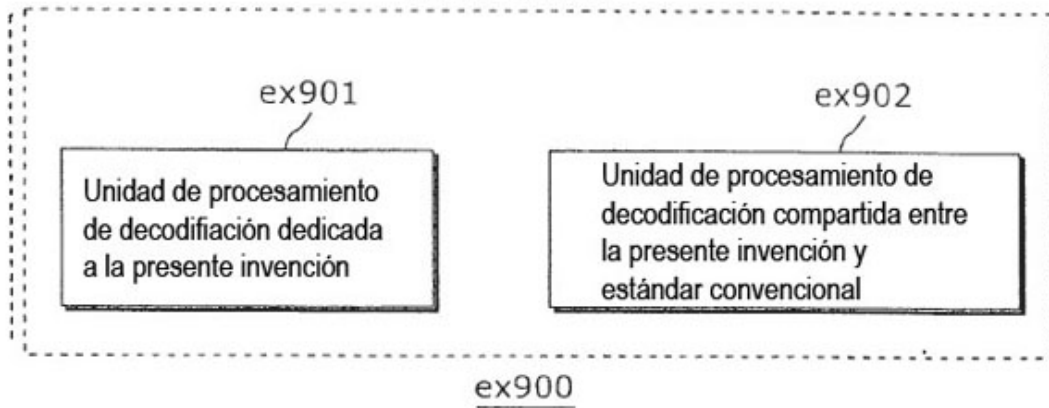 ex901
ex902
Unidad de procesamiento
de decodifiación dedicada
a la presente invención
Unidad de procesamiento de
decodificación compartida entre
la presente invención y
estándar convencional
ex900